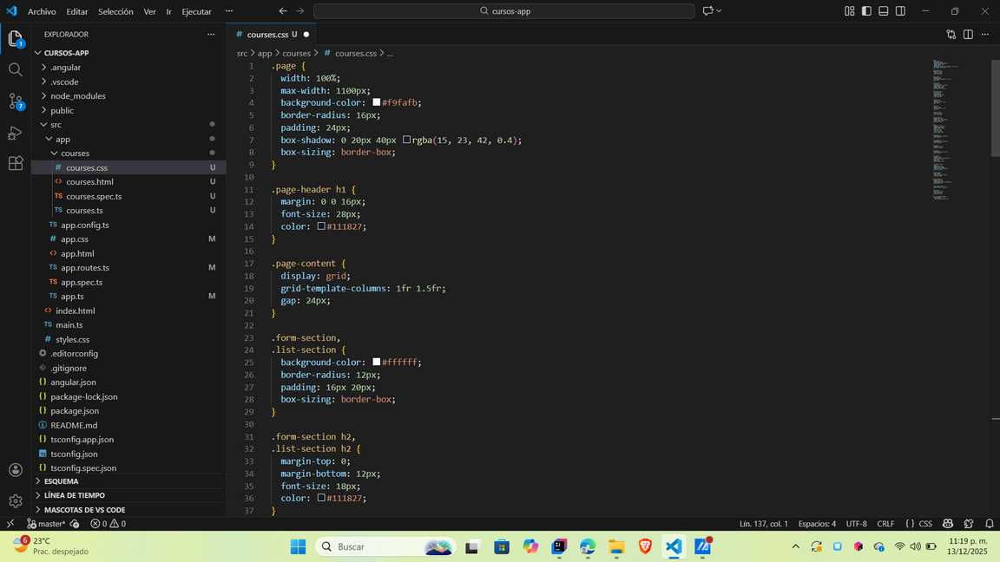 Archivo Editar Selección Ver Ir Ejecutar ··· cursos-app
EXPLORADOR ···
CURSOS-APP
.angular
.vscode
node_modules
public
src
app
courses
# courses.css U
<> courses.html U
TS courses.spec.ts U
TS courses.ts U
TS app.config.ts
# app.css M
<> app.html
TS app.routes.ts M
TS app.spec.ts
TS app.ts M
<> index.html
TS main.ts
# styles.css
.editorconfig
.gitignore
{} angular.json
{} package-lock.json
{} package.json
README.md
{} tsconfig.app.json
tsconfig.json
{} tsconfig.spec.json
ESQUEMA
LÍNEA DE TIEMPO
MASCOTAS DE VS CODE
1
7
# courses.css U
src > app > courses > # courses.css > ...
1 .page {
2 width: 100%;
3 max-width: 1100px;
4 background-color: #f9fafb;
5 border-radius: 16px;
6 padding: 24px;
7 box-shadow: 0 20px 40px rgba(15, 23, 42, 0.4);
8 box-sizing: border-box;
9 }
10
11 .page-header h1 {
12 margin: 0 0 16px;
13 font-size: 28px;
14 color: #111827;
15 }
16
17 .page-content {
18 display: grid;
19 grid-template-columns: 1fr 1.5fr;
20 gap: 24px;
21 }
22
23 .form-section,
24 .list-section {
25 background-color: #ffffff;
26 border-radius: 12px;
27 padding: 16px 20px;
28 box-sizing: border-box;
29 }
30
31 .form-section h2,
32 .list-section h2 {
33 margin-top: 0;
34 margin-bottom: 12px;
35 font-size: 18px;
36 color: #111827;
37 }
master* 0 0 Lín. 137, col. 1 Espacios: 4 UTF-8 CRLF {} CSS
6 23°C
Prac. despejado
Buscar
11:19 p. m.
13/12/2025